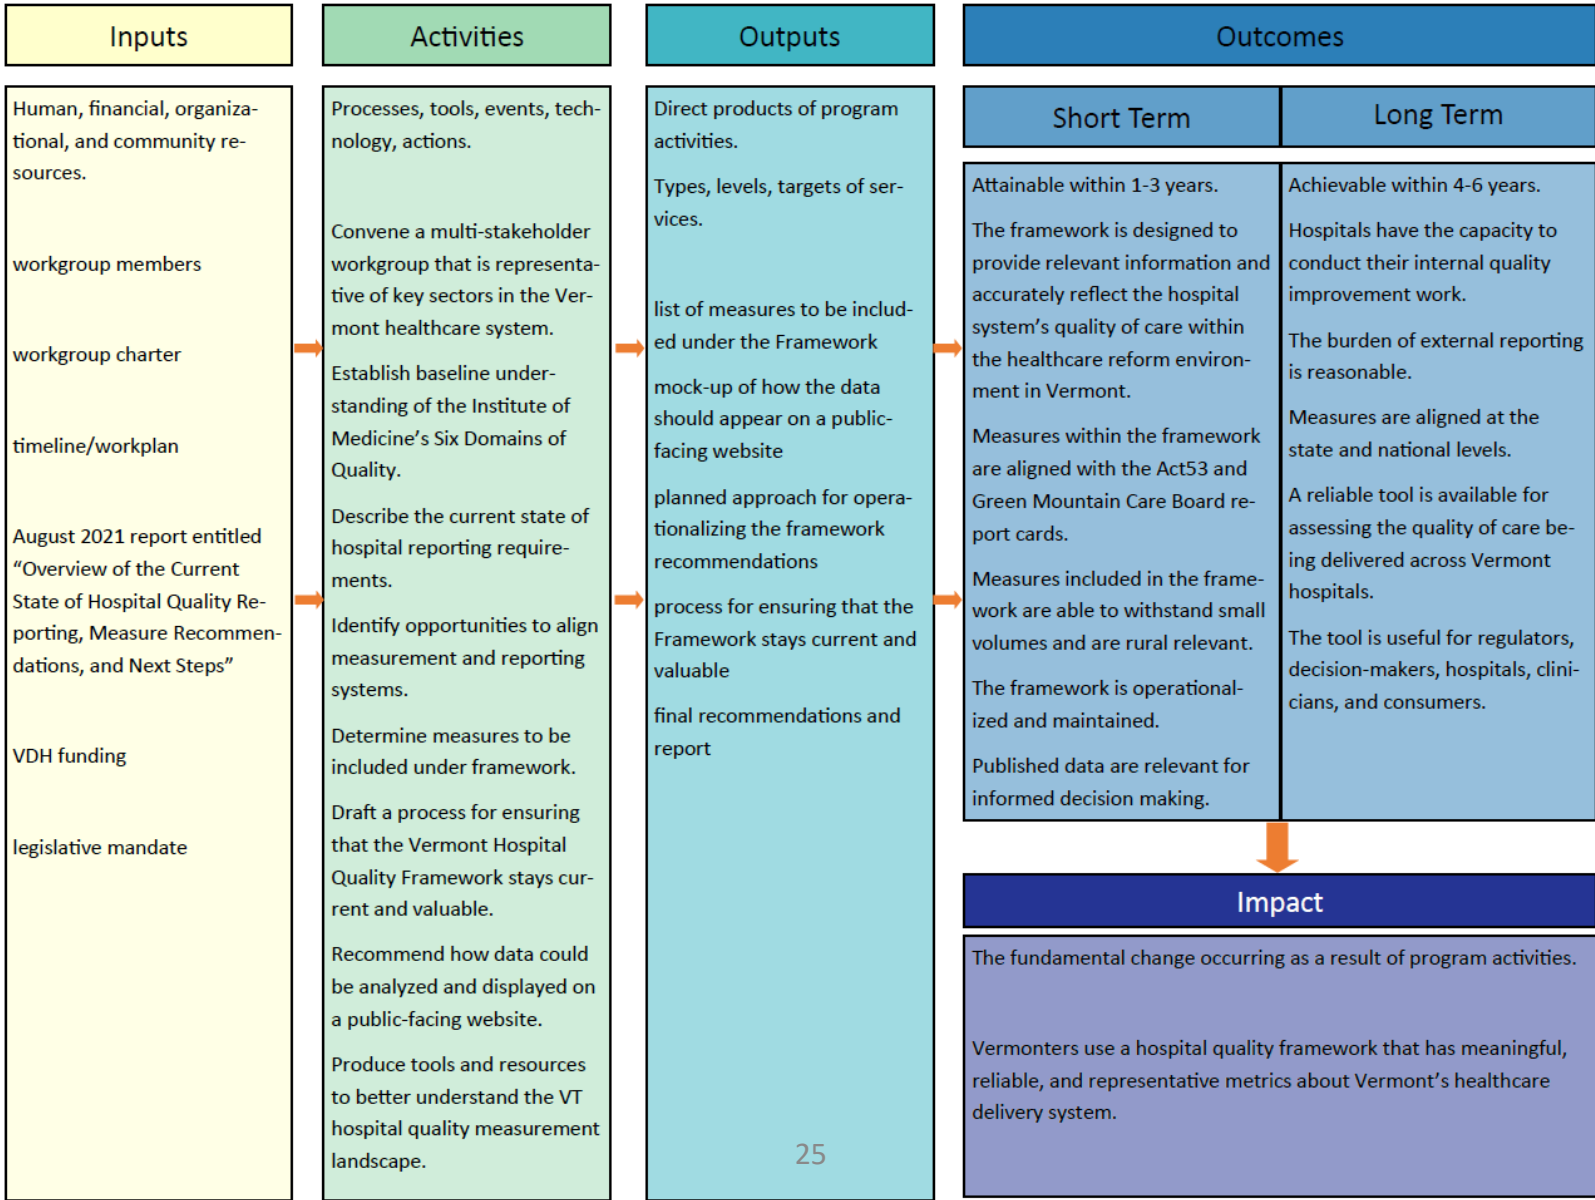 Inputs
Activities
Outputs
Outcomes
Human, financial, organiza-
tional, and community re-
sources.
workgroup members
workgroup charter
timeline/workplan
August 2021 report entitled
“Overview of the Current
State of Hospital Quality Re-
porting, Measure Recommen-
dations, and Next Steps”
VDH funding
legislative mandate
Processes, tools, events, tech-
nology, actions.
Convene a multi-stakeholder
workgroup that is representa-
tive of key sectors in the Ver-
mont healthcare system.
Establish baseline under-
standing of the Institute of
Medicine’s Six Domains of
Quality.
Describe the current state of
hospital reporting require-
ments.
Identify opportunities to align
measurement and reporting
systems.
Determine measures to be
included under framework.
Draft a process for ensuring
that the Vermont Hospital
Quality Framework stays cur-
rent and valuable.
Recommend how data could
be analyzed and displayed on
a public-facing website.
Produce tools and resources
to better understand the VT
hospital quality measurement
landscape.
Direct products of program
activities.
Types, levels, targets of ser-
vices.
list of measures to be includ-
ed under the Framework
mock-up of how the data
should appear on a public-
facing website
planned approach for opera-
tionalizing the framework
recommendations
process for ensuring that the
Framework stays current and
valuable
final recommendations and
report
25
Short Term
Attainable within 1-3 years.
The framework is designed to
provide relevant information and
accurately reflect the hospital
system’s quality of care within
the healthcare reform environ-
ment in Vermont.
Measures within the framework
are aligned with the Act53 and
Green Mountain Care Board re-
port cards.
Measures included in the frame-
work are able to withstand small
volumes and are rural relevant.
The framework is operational-
ized and maintained.
Published data are relevant for
informed decision making.
Long Term
Achievable within 4-6 years.
Hospitals have the capacity to
conduct their internal quality
improvement work.
The burden of external reporting
is reasonable.
Measures are aligned at the
state and national levels.
A reliable tool is available for
assessing the quality of care be-
ing delivered across Vermont
hospitals.
The tool is useful for regulators,
decision-makers, hospitals, clini-
cians, and consumers.
Impact
The fundamental change occurring as a result of program activities.
Vermonters use a hospital quality framework that has meaningful,
reliable, and representative metrics about Vermont’s healthcare
delivery system.